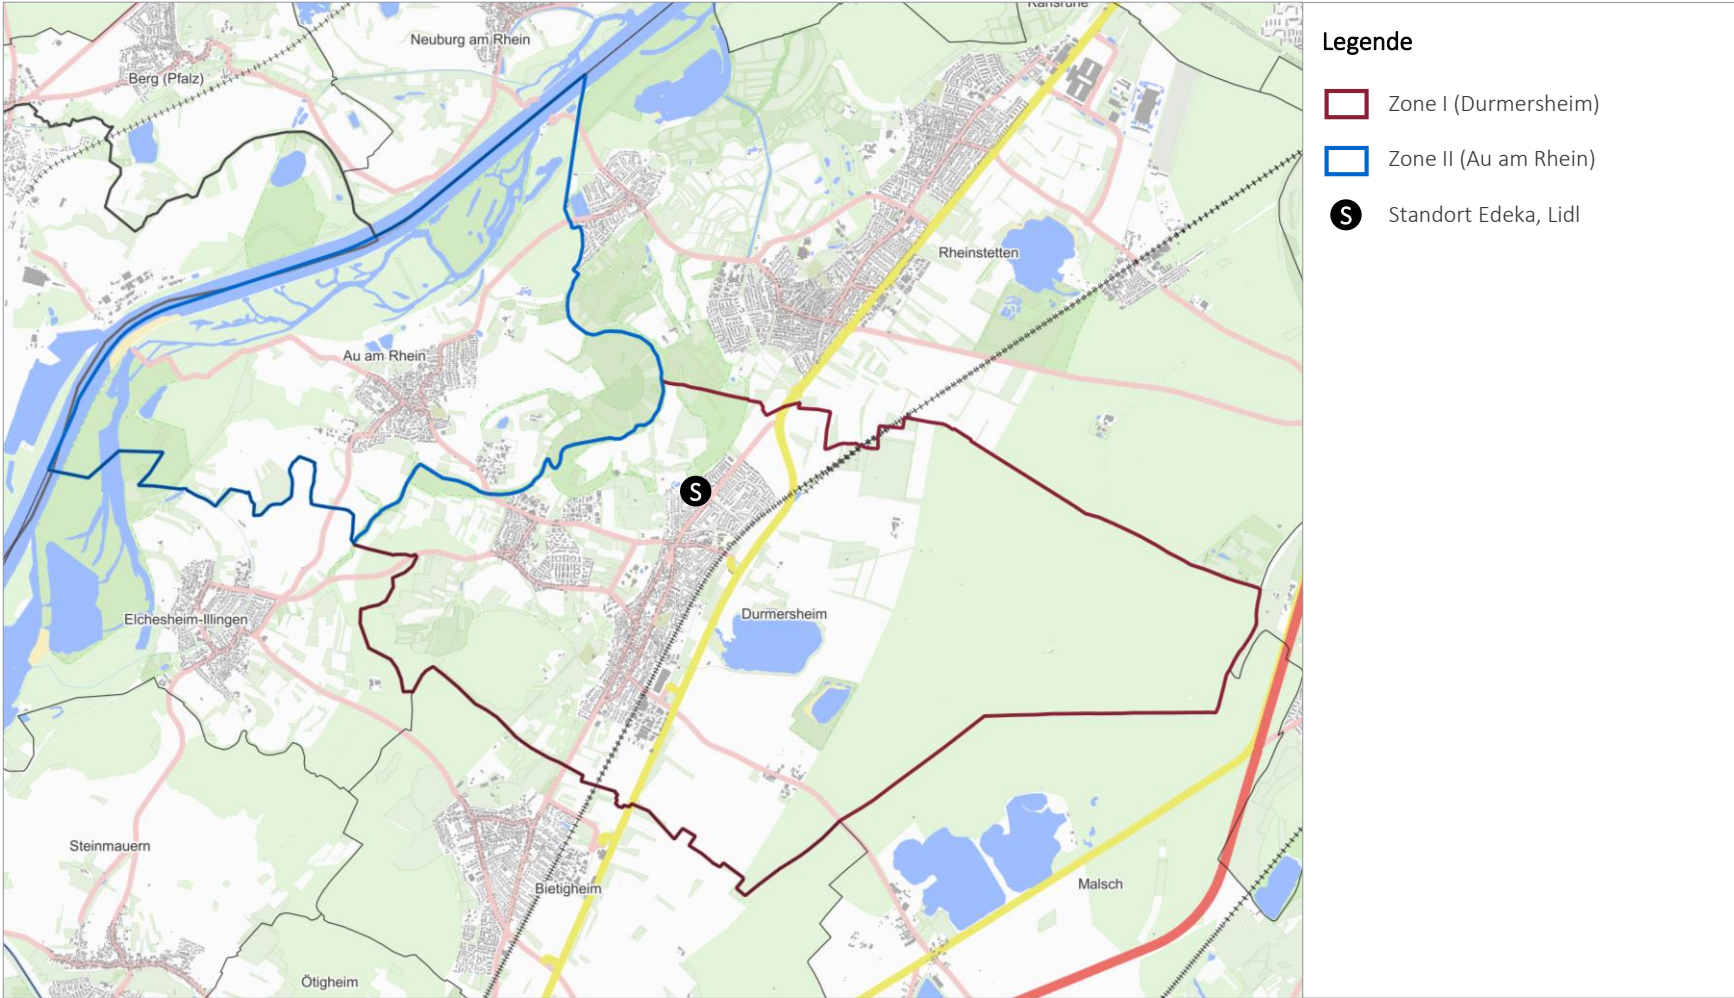 Karlsruhe
Neuburg am Rhein
Berg (Pfalz)
Rheinstetten
Au am Rhein
S
Durmersheim
Elchesheim-Illingen
Steinmauern
Bietigheim
Malsch
Ötigheim
Legende
Zone I (Durmersheim)
Zone II (Au am Rhein)
S Standort Edeka, Lidl